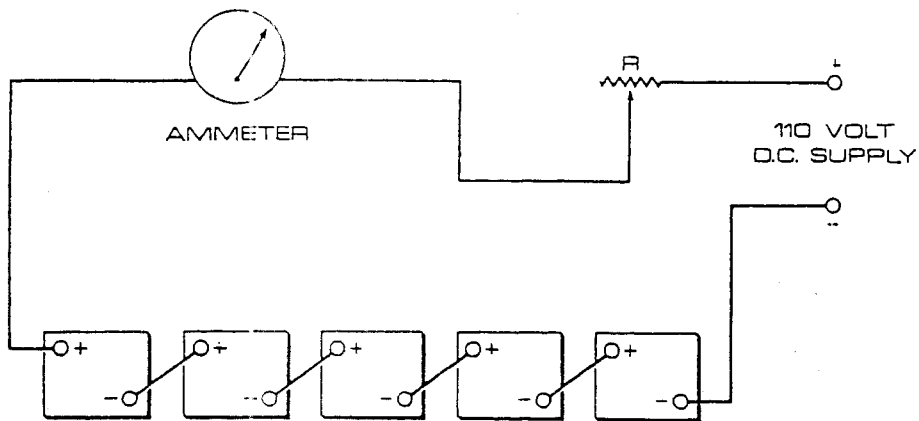 R
+
AMMETER
110 VOLT
D.C. SUPPLY
--
+ + + + +
- -- - - -